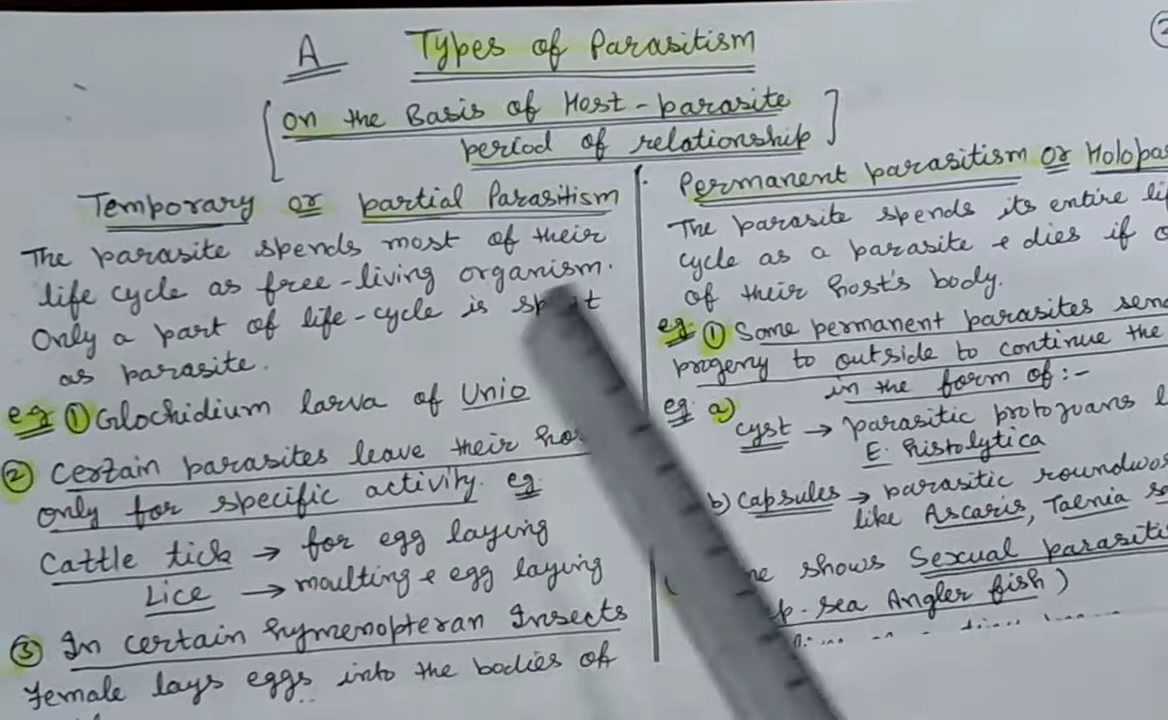 A Types of Parasitism
[on the Basis of Host-parasite
period of relationship]
Temporary or partial Parasitism
The parasite spends most of their
life cycle as free-living organism.
Only a part of life-cycle is
as parasite.
eg ① Glochidium larva of Unio
② Certain parasites leave their
only for specific activity. eg:
Cattle tick → for egg laying
Lice → moulting & egg laying
③ In certain hymenopteran Insects
female lays eggs into the bodies of
Permanent parasitism or
The parasite spends its entire
cycle as a parasite & dies if
of their host's body.
eg: ① Some permanent parasites
progeny to outside to continue the
in the form of:-
eg: a) cyst → parasitic protozoans
E. histolytica
b) Capsules → parasitic
like Ascaris, Taenia
shows Sexual
sea Angler fish)